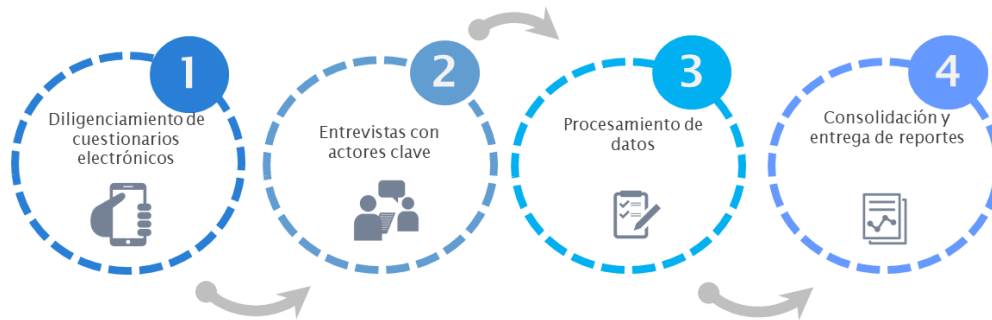 1
Diligenciamiento de
cuestionarios
electrónicos
2
Entrevistas con
actores clave
3
Procesamiento de
datos
4
Consolidación y
entrega de reportes